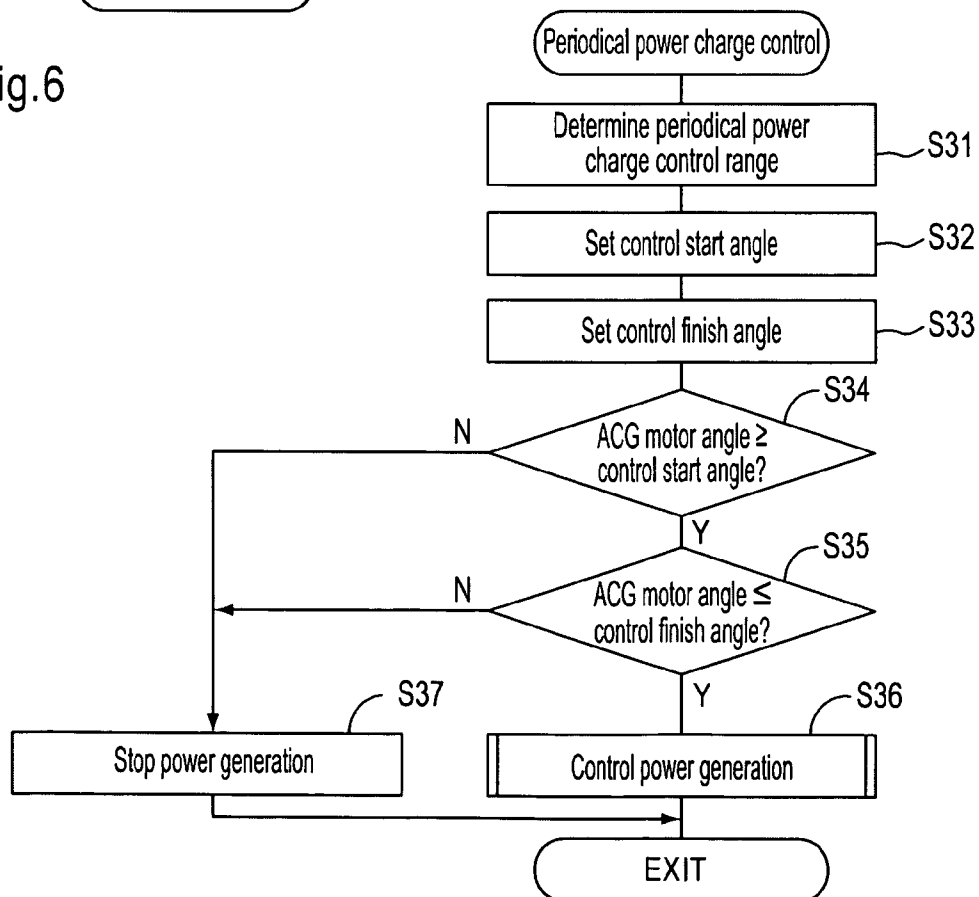 ig.6
Periodical power charge control
Determine periodical power
charge control range
S31
Set control start angle
S32
Set control finish angle
S33
S34
ACG motor angle ≥
control start angle?
N
Y
S35
ACG motor angle ≤
control finish angle?
N
Y
S37
Stop power generation
S36
Control power generation
EXIT